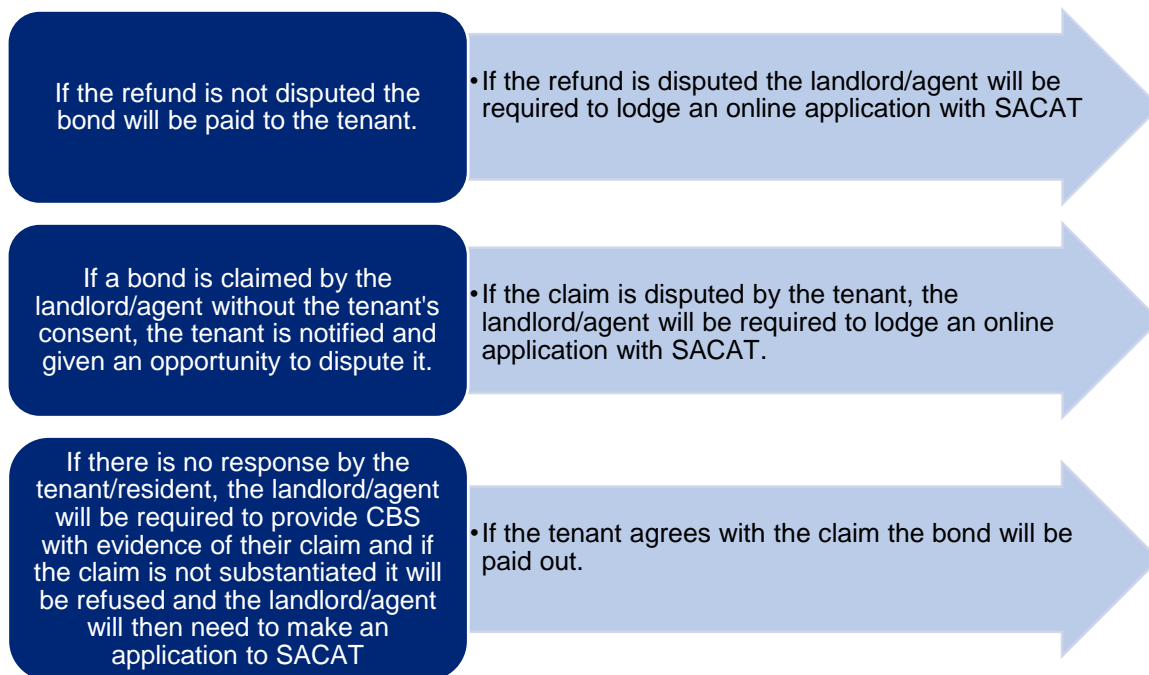 If the refund is not disputed the
bond will be paid to the tenant.
•If the refund is disputed the landlord/agent will be
required to lodge an online application with SACAT
If a bond is claimed by the
landlord/agent without the tenant's
consent, the tenant is notified and
given an opportunity to dispute it.
•If the claim is disputed by the tenant, the
landlord/agent will be required to lodge an online
application with SACAT.
If there is no response by the
tenant/resident, the landlord/agent
will be required to provide CBS
with evidence of their claim and if
the claim is not substantiated it will
be refused and the landlord/agent
will then need to make an
application to SACAT
•If the tenant agrees with the claim the bond will be
paid out.